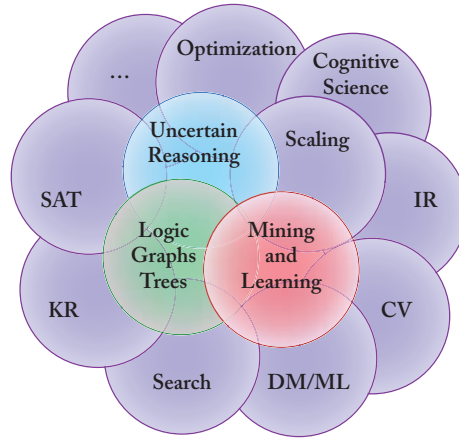 ...
Optimization
Cognitive
Science
Uncertain
Reasoning
Scaling
SAT
IR
Logic
Graphs
Trees
Mining
and
Learning
KR
CV
Search
DM/ML